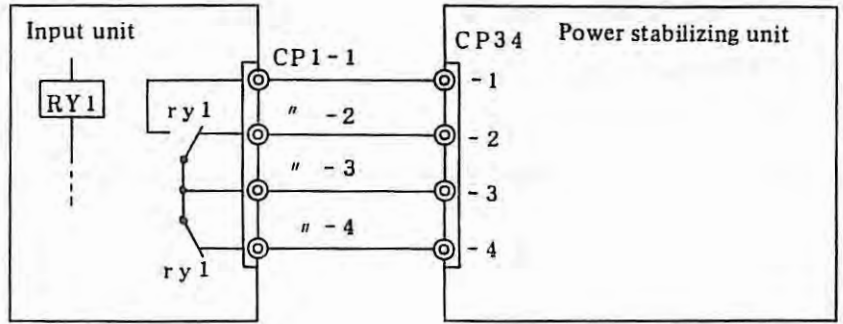 Input unit
RY1
ry1
ry1
CP1-1
" -2
" -3
" -4
CP34
-1
-2
-3
-4
Power stabilizing unit